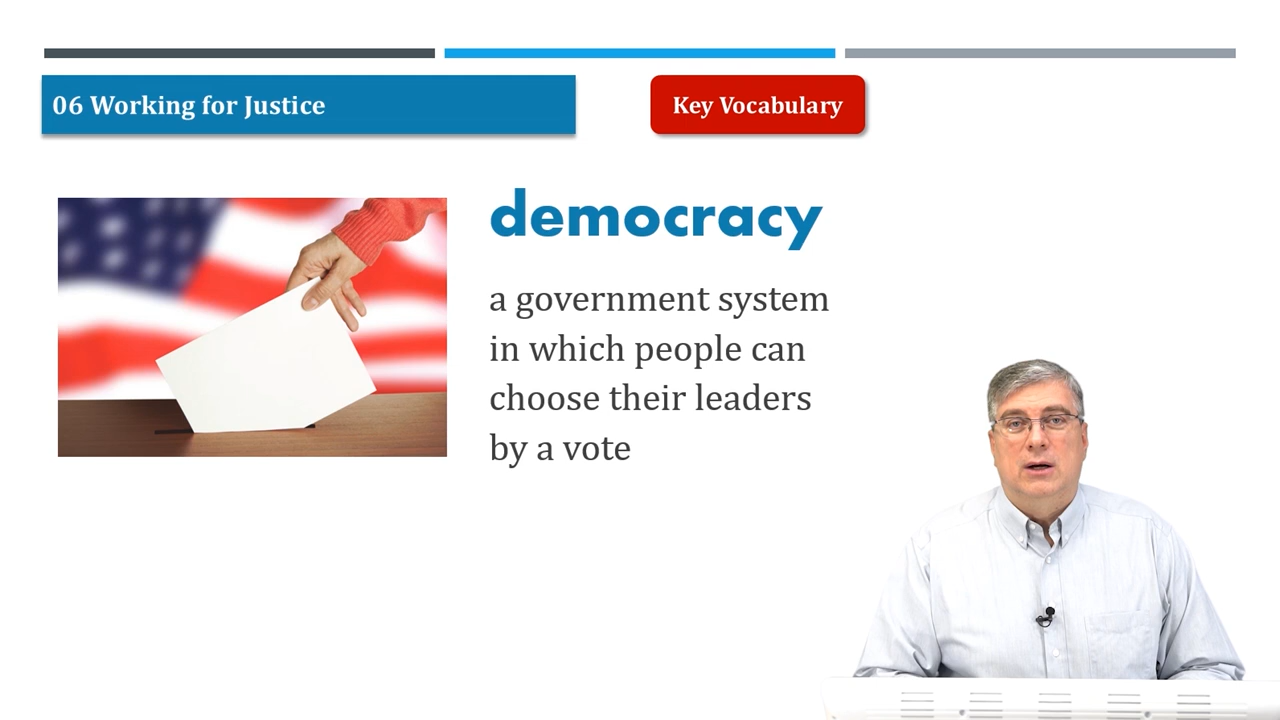 06 Working for Justice
Key Vocabulary
democracy
a government system
in which people can
choose their leaders
by a vote